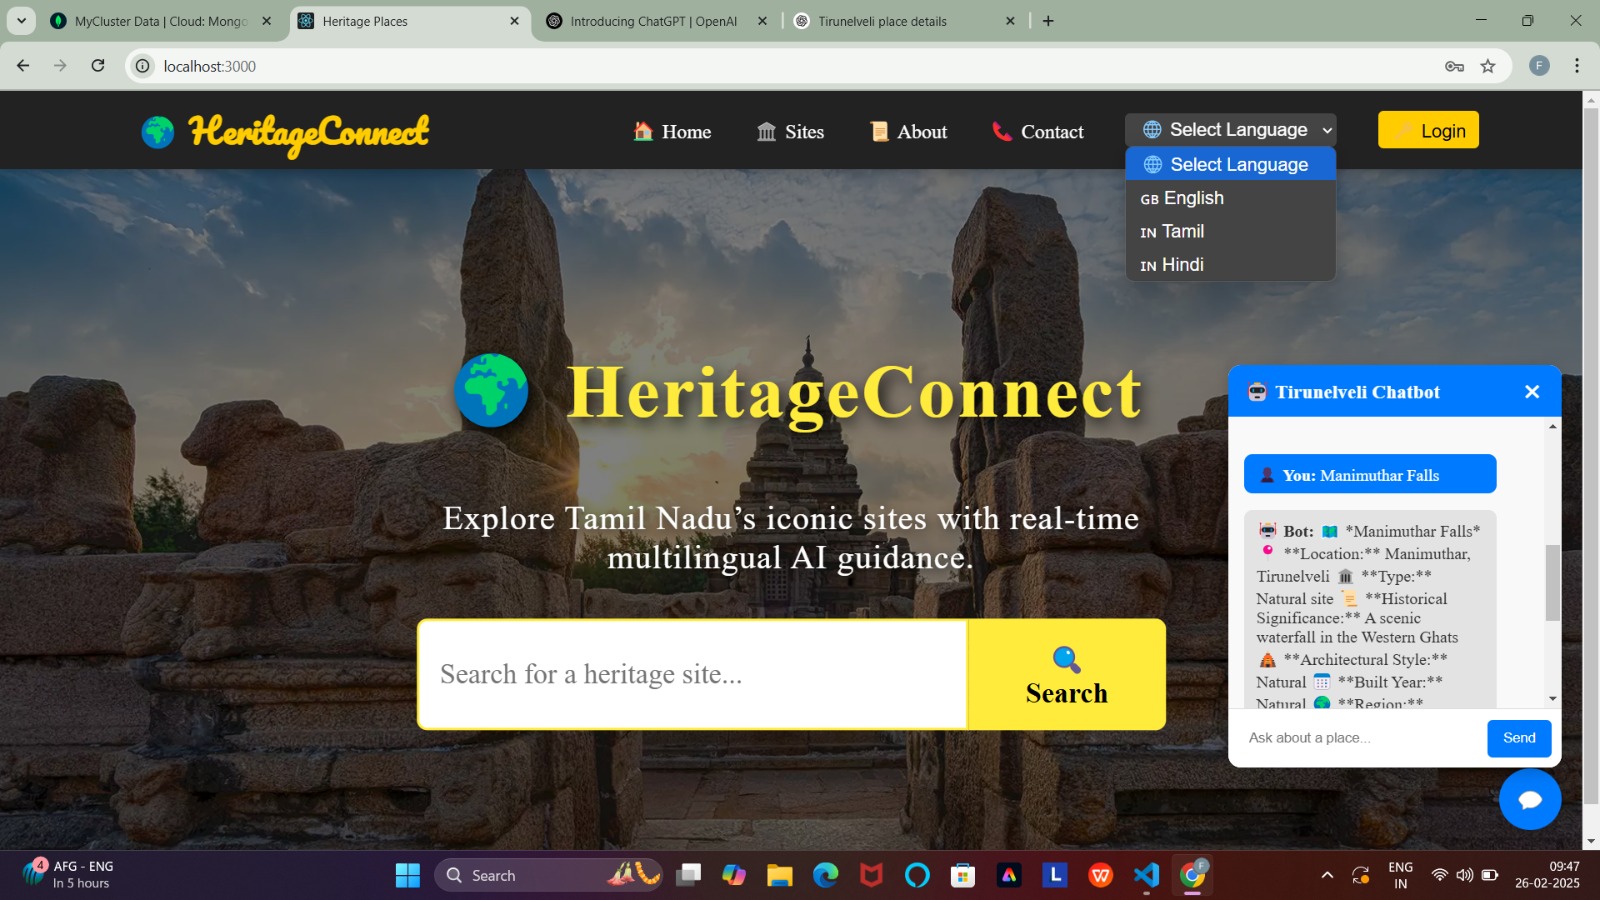 MyCluster Data | Cloud: Mongo
Heritage Places
Introducing ChatGPT | OpenAI
Tirunelveli place details
localhost:3000
F
HeritageConnect
Home
Sites
About
Contact
Select Language
Login
Select Language
GB English
IN Tamil
IN Hindi
HeritageConnect
Explore Tamil Nadu’s iconic sites with real-time
multilingual AI guidance.
Search for a heritage site...
Search
Tirunelveli Chatbot
You: Manimuthar Falls
Bot: *Manimuthar Falls*
**Location:** Manimuthar,
Tirunelveli **Type:**
Natural site **Historical
Significance:** A scenic
waterfall in the Western Ghats
**Architectural Style:**
Natural **Built Year:**
Natural **Region:**
Ask about a place...
Send
4
AFG - ENG
In 5 hours
Search
L
W
F
ENG
IN
09:47
26-02-2025